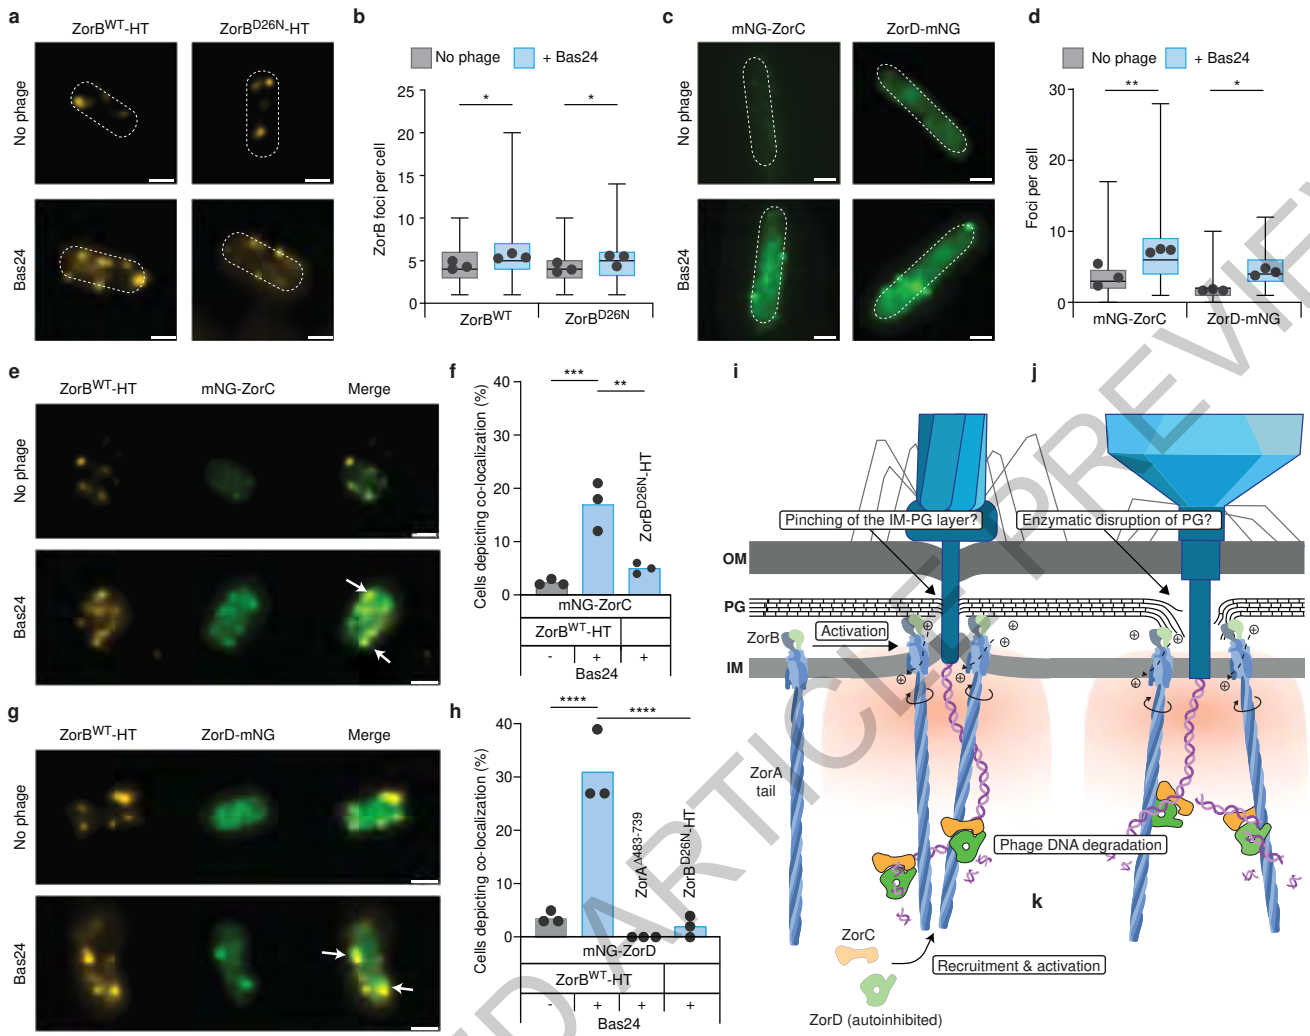 a
ZorB^WT-HT
ZorB^D26N-HT
No phage
Bas24
b
No phage
+ Bas24
ZorB foci per cell
25
20
15
10
5
0
*
*
ZorB^WT
ZorB^D26N
c
mNG-ZorC
ZorD-mNG
No phage
Bas24
d
No phage
+ Bas24
Foci per cell
30
20
10
0
**
*
mNG-ZorC
ZorD-mNG
e
ZorB^WT-HT
mNG-ZorC
Merge
No phage
Bas24
f
Cells depicting co-localization (%)
40
30
20
10
0
***
**
ZorB^D26N-HT
mNG-ZorC
ZorB^WT-HT
- + +
Bas24
g
ZorB^WT-HT
ZorD-mNG
Merge
No phage
Bas24
h
Cells depicting co-localization (%)
40
30
20
10
0
****
****
ZorA^Δ483-739
ZorB^D26N-HT
mNG-ZorD
ZorB^WT-HT
- + + +
Bas24
i
j
Pinching of the IM-PG layer?
Enzymatic disruption of PG?
OM
PG
ZorB
Activation
IM
ZorA
tail
Phage DNA degradation
k
ZorC
Recruitment & activation
ZorD (autoinhibited)
ARTICLE PREVIEW